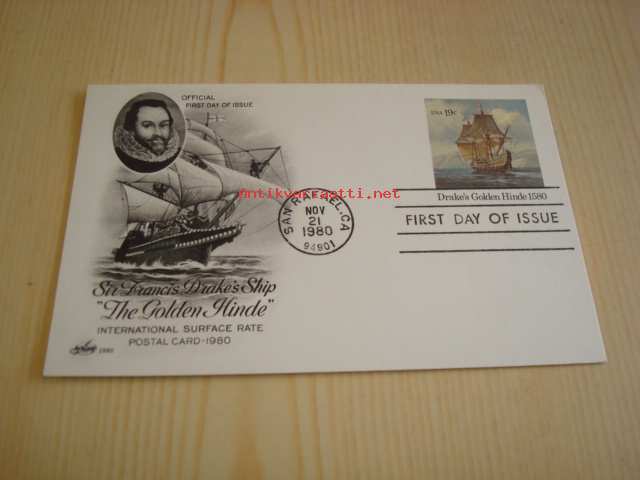 OFFICIAL
FIRST DAY OF ISSUE
USA 19c
Drake's Golden Hinde 1580
FIRST DAY OF ISSUE
SAN RAFAEL, CA
NOV
21
1980
94901
Antikvariaatti.net
Sir Francis Drake's Ship
"The Golden Hinde"
INTERNATIONAL SURFACE RATE
POSTAL CARD-1980
Artcraft